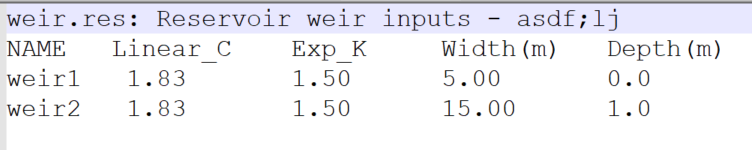 weir.res: Reservoir weir inputs - asdf;lj
NAME   Linear_C    Exp_K     Width(m)   Depth(m)
weir1   1.83       1.50      5.00       0.0
weir2   1.83       1.50      15.00      1.0